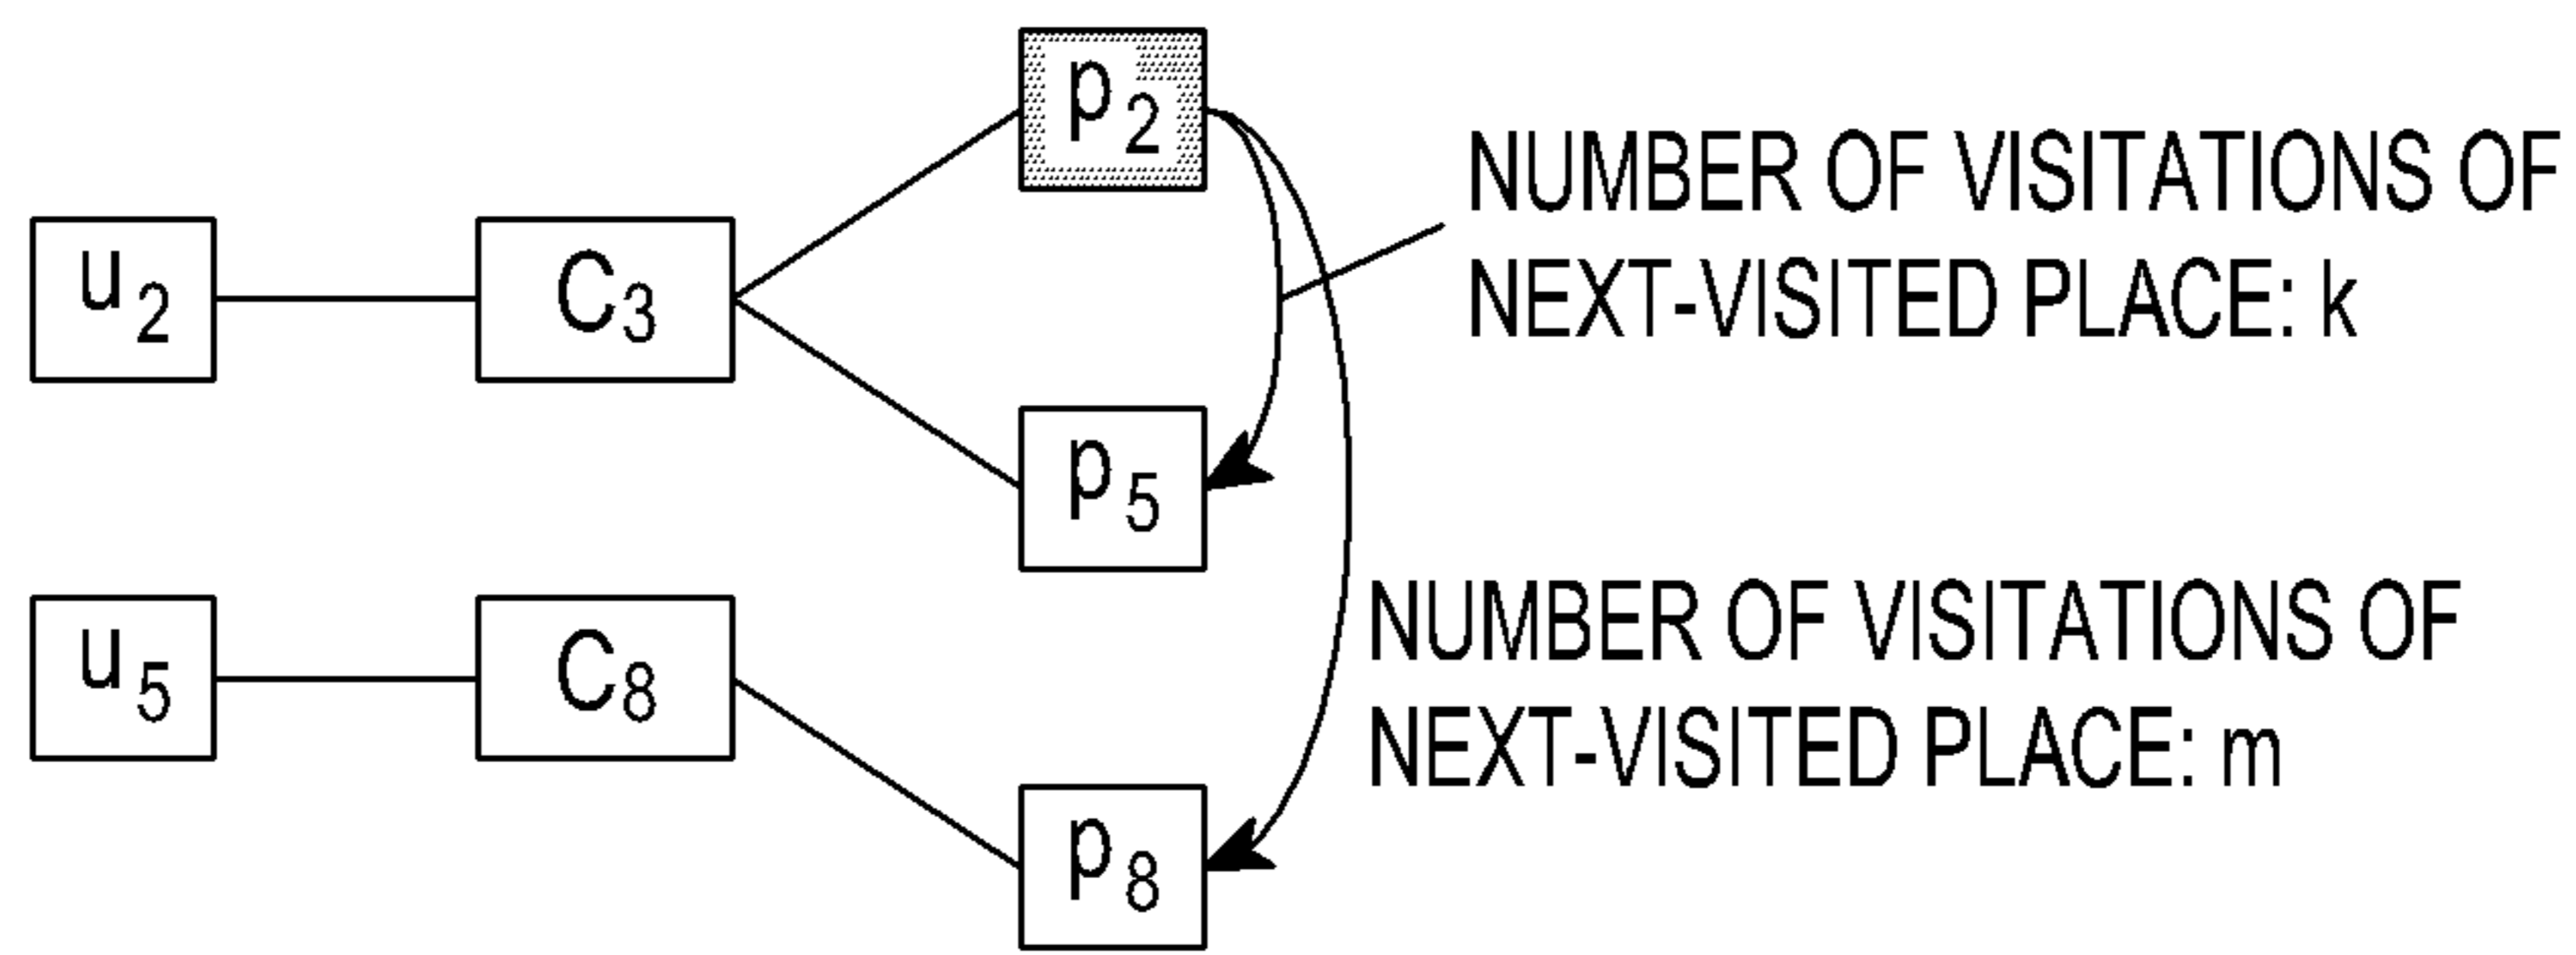 p2
NUMBER OF VISITATIONS OF
NEXT-VISITED PLACE: k
u2
C3
p5
NUMBER OF VISITATIONS OF
NEXT-VISITED PLACE: m
u5
C8
p8